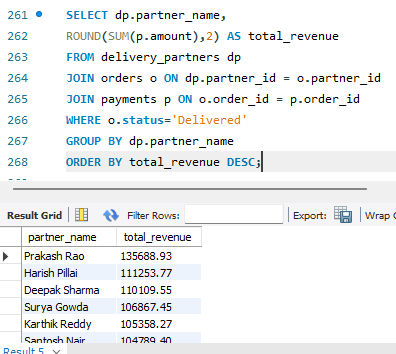 261 SELECT dp.partner_name,
262 ROUND(SUM(p.amount),2) AS total_revenue
263 FROM delivery_partners dp
264 JOIN orders o ON dp.partner_id = o.partner_id
265 JOIN payments p ON o.order_id = p.order_id
266 WHERE o.status='Delivered'
267 GROUP BY dp.partner_name
268 ORDER BY total_revenue DESC;
Result Grid Filter Rows: Export: Wrap C
partner_name total_revenue
Prakash Rao 135688.93
Harish Pillai 111253.77
Deepak Sharma 110109.55
Surya Gowda 106867.45
Karthik Reddy 105358.27
Santosh Nair 104789.40
Result 5